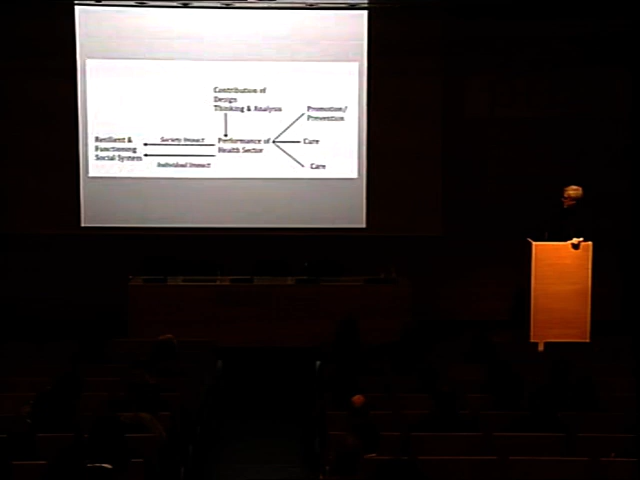 Contribution of
Design
Thinking & Analysis
Promotion/
Prevention
Resilient &
Functioning
Social System
Society Impact
Performance of
Health Sector
Care
Individual Impact
Care